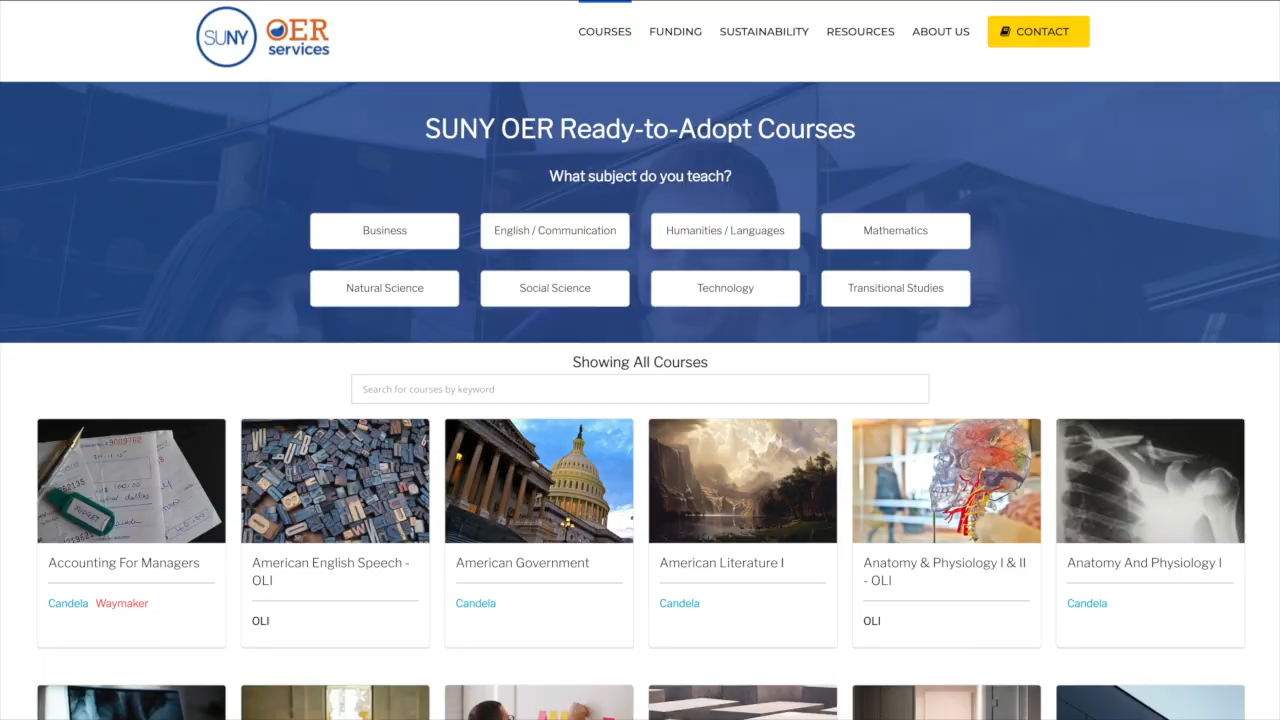 SUNY OER services
COURSES FUNDING SUSTAINABILITY RESOURCES ABOUT US CONTACT
SUNY OER Ready-to-Adopt Courses
What subject do you teach?
Business English / Communication Humanities / Languages Mathematics
Natural Science Social Science Technology Transitional Studies
Showing All Courses
Search for courses by keyword
BUDGET
Accounting For Managers
Candela Waymaker
American English Speech -
OLI
OLI
American Government
Candela
American Literature I
Candela
Anatomy & Physiology I & II
- OLI
OLI
Anatomy And Physiology I
Candela